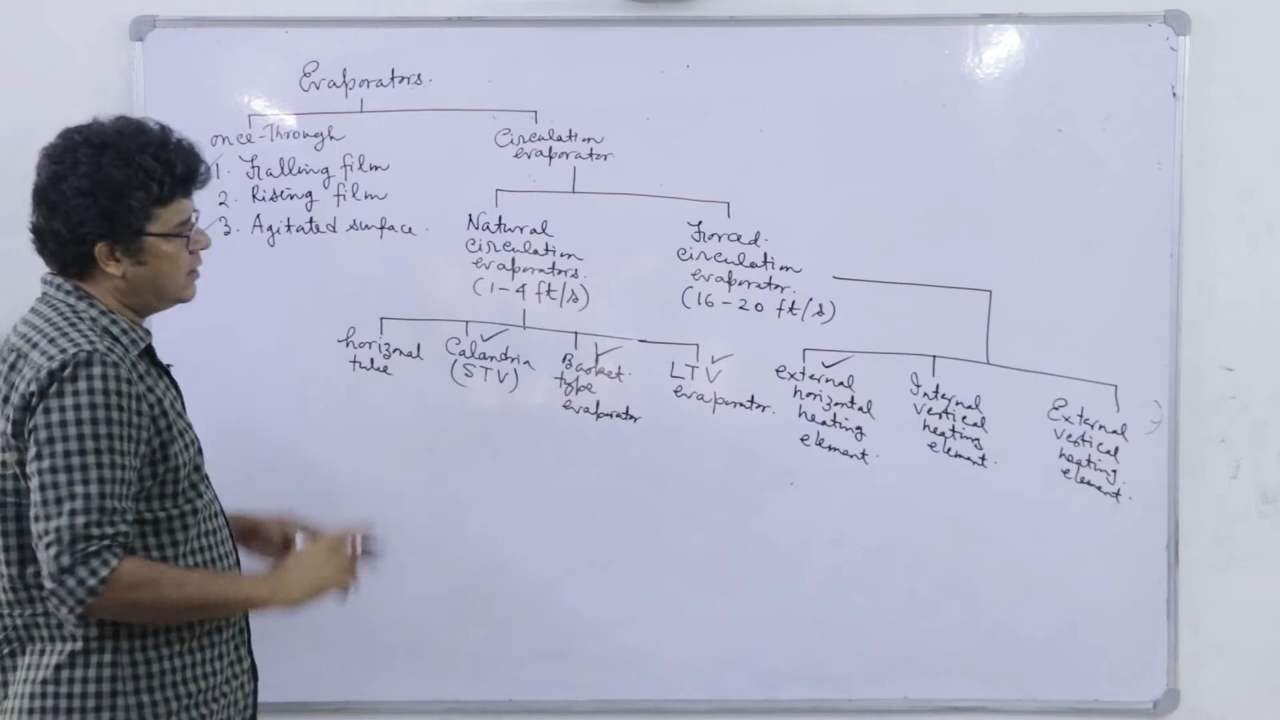 Evaporators.
once-Through
1. Falling film
2. Rising film
3. Agitated surface.
Circulation
evaporator
Natural
circulation
evaporators.
(1-4 ft/s)
Forced
circulation
evaporator.
(16-20 ft/s)
horizonal
tube
Calandria
(STV)
Basket
type
evaporator
LTV
evaporator.
external
horizontal
heating
element.
Internal
vertical
heating
element.
External
vertical
heating
element.